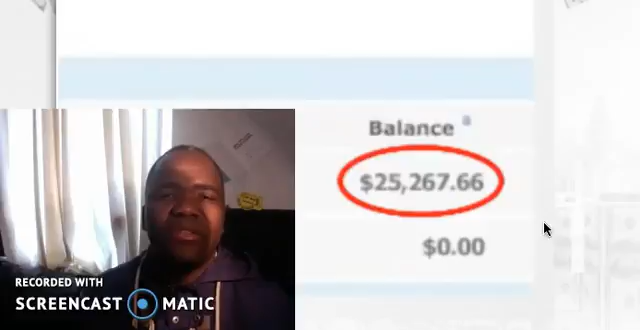 Balance
$25,267.66
$0.00
RECORDED WITH
SCREENCAST MATIC